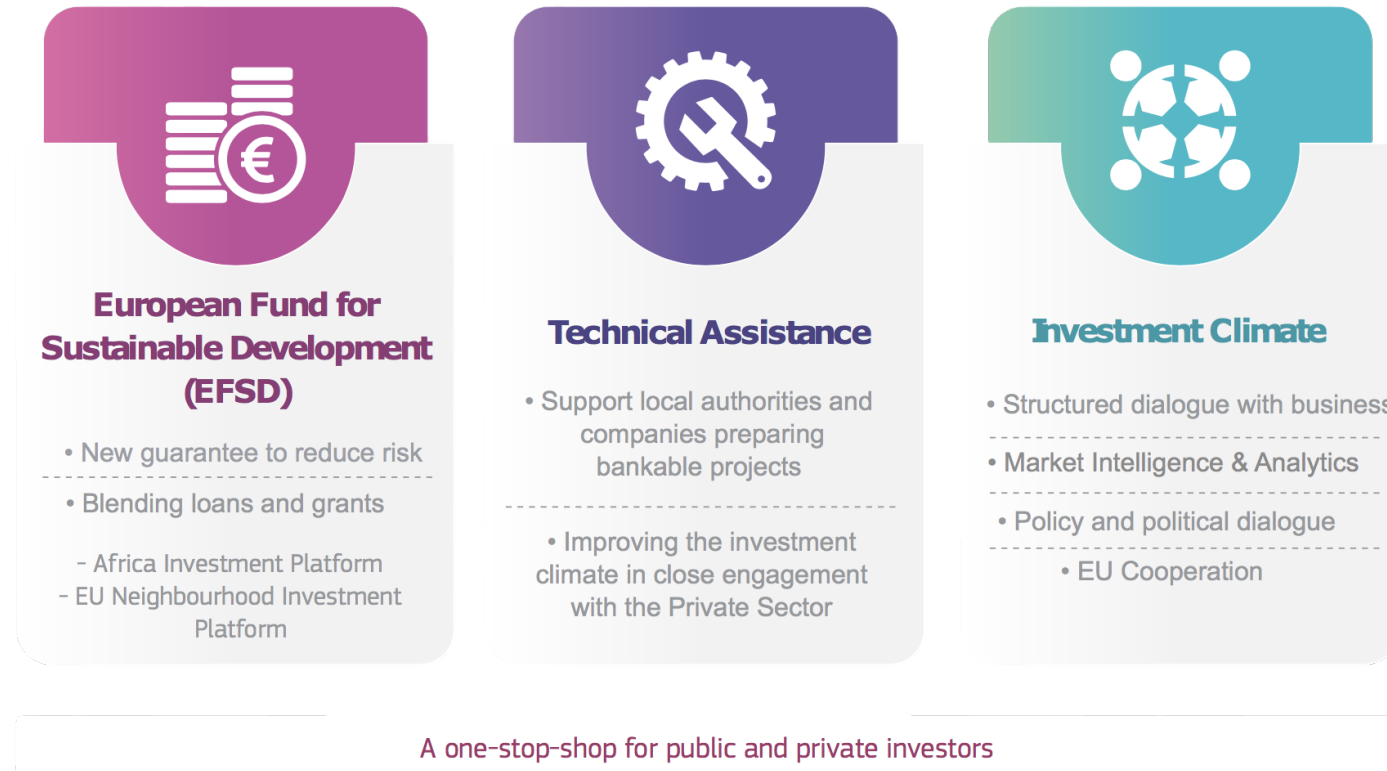 €
European Fund for
Sustainable Development
(EFSD)
• New guarantee to reduce risk
• Blending loans and grants
- Africa Investment Platform
- EU Neighbourhood Investment
Platform
Technical Assistance
• Support local authorities and
companies preparing
bankable projects
• Improving the investment
climate in close engagement
with the Private Sector
Investment Climate
• Structured dialogue with business
• Market Intelligence & Analytics
• Policy and political dialogue
• EU Cooperation
A one-stop-shop for public and private investors